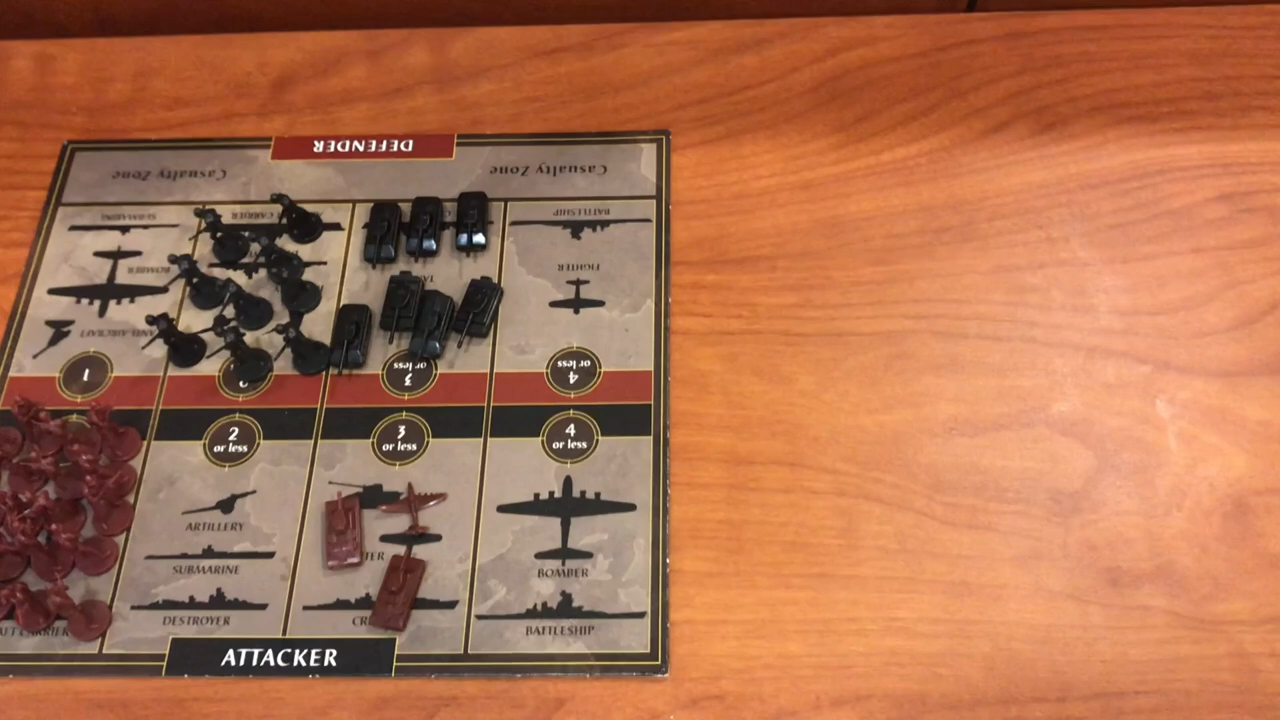 DEFENDER
Casualty Zone
Casualty Zone
BATTLESHIP
CARRIER
SUBMARINE
FIGHTER
BOMBER
ANTI-AIRCRAFT
4
or less
3
or less
1
2
or less
3
or less
4
or less
ARTILLERY
SUBMARINE
BOMBER
DESTROYER
BATTLESHIP
ATTACKER